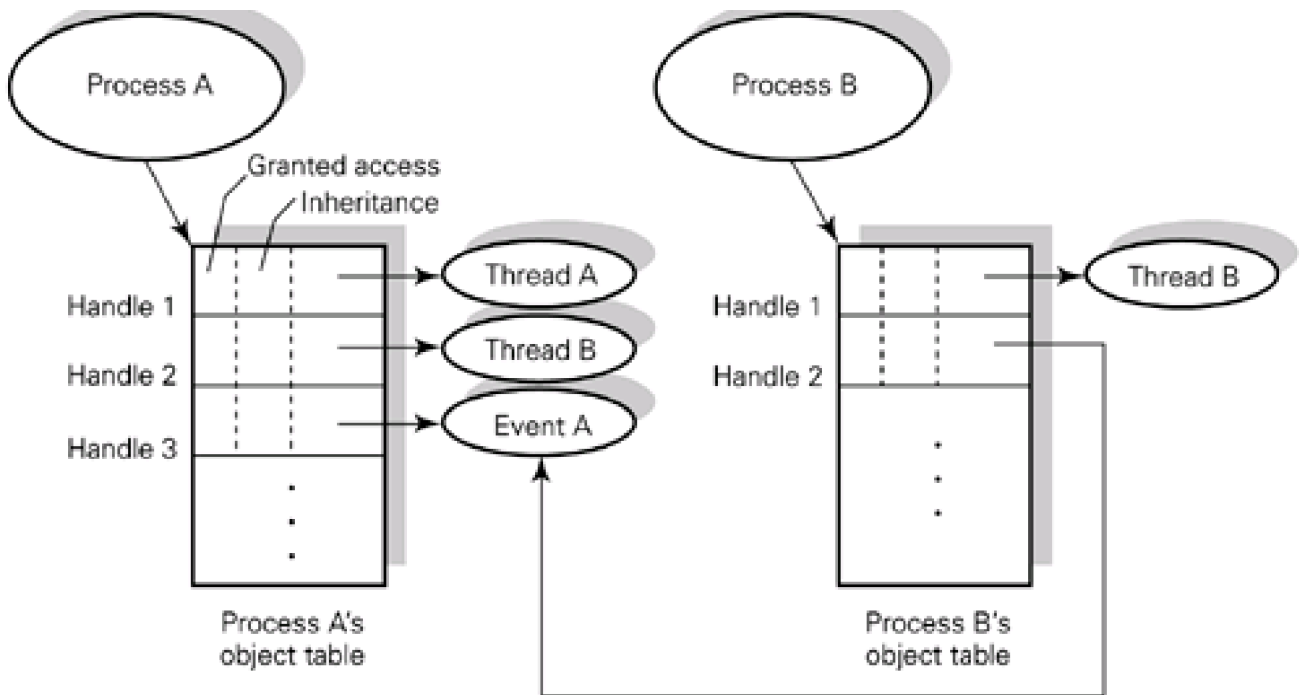 Process A
Process B
Granted access
Inheritance
Thread A
Thread B
Handle 1
Handle 1
Thread B
Handle 2
Handle 2
Event A
Handle 3
Process A's
object table
Process B's
object table